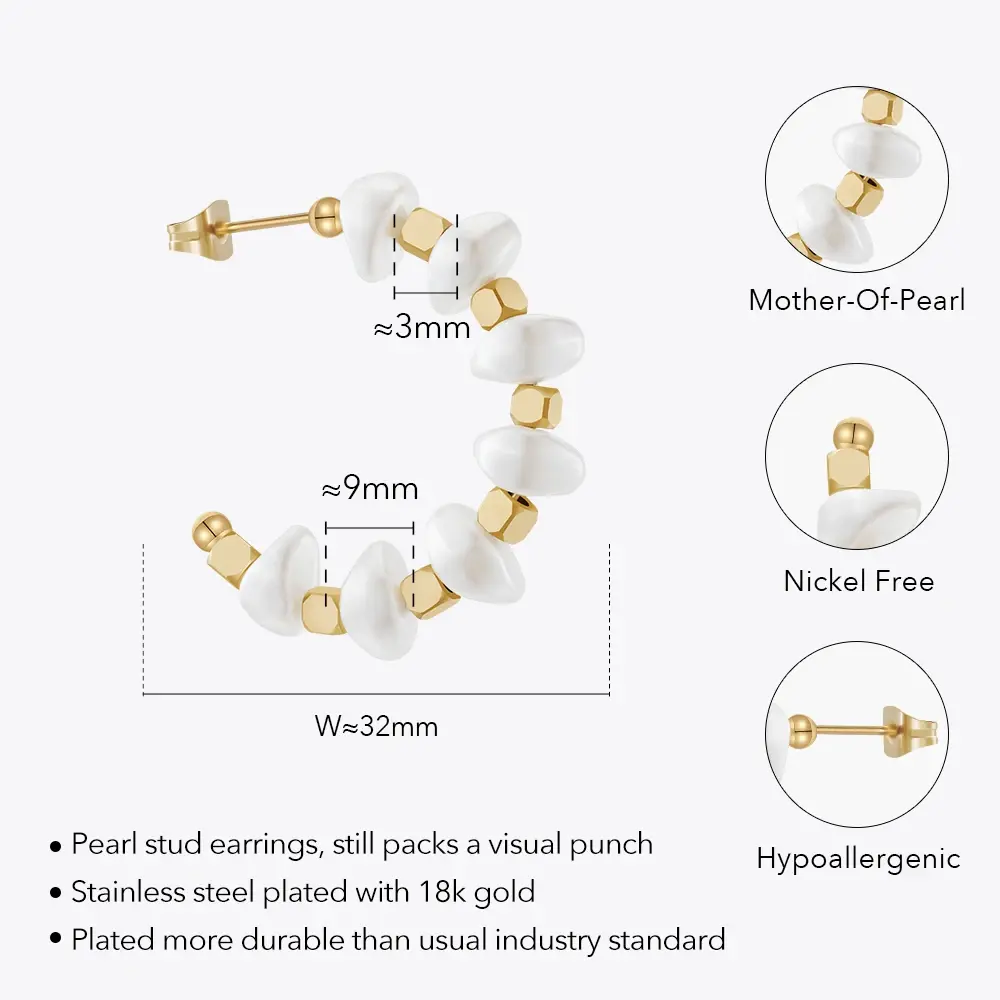 ≈3mm
≈9mm
W≈32mm
Mother-Of-Pearl
Nickel Free
Hypoallergenic
• Pearl stud earrings, still packs a visual punch
• Stainless steel plated with 18k gold
• Plated more durable than usual industry standard